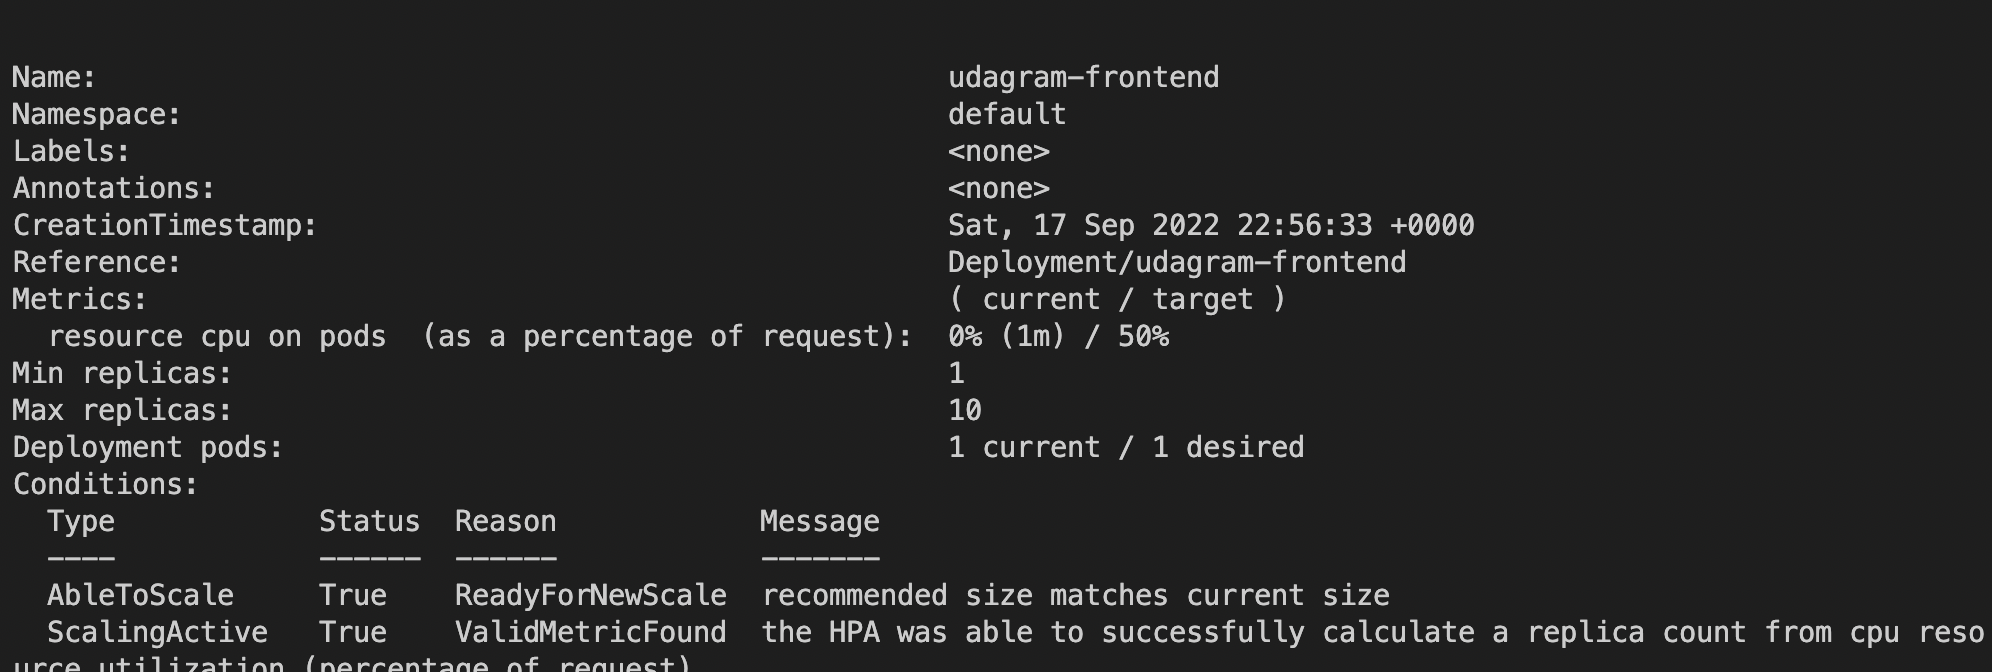 Name:                                                  udagram-frontend
Namespace:                                             default
Labels:                                                <none>
Annotations:                                           <none>
CreationTimestamp:                                     Sat, 17 Sep 2022 22:56:33 +0000
Reference:                                             Deployment/udagram-frontend
Metrics:                                               ( current / target )
  resource cpu on pods  (as a percentage of request):  0% (1m) / 50%
Min replicas:                                          1
Max replicas:                                          10
Deployment pods:                                       1 current / 1 desired
Conditions:
  Type            Status  Reason            Message
  ----            ------  ------            -------
  AbleToScale     True    ReadyForNewScale  recommended size matches current size
  ScalingActive   True    ValidMetricFound  the HPA was able to successfully calculate a replica count from cpu reso
urce utilization (percentage of request)